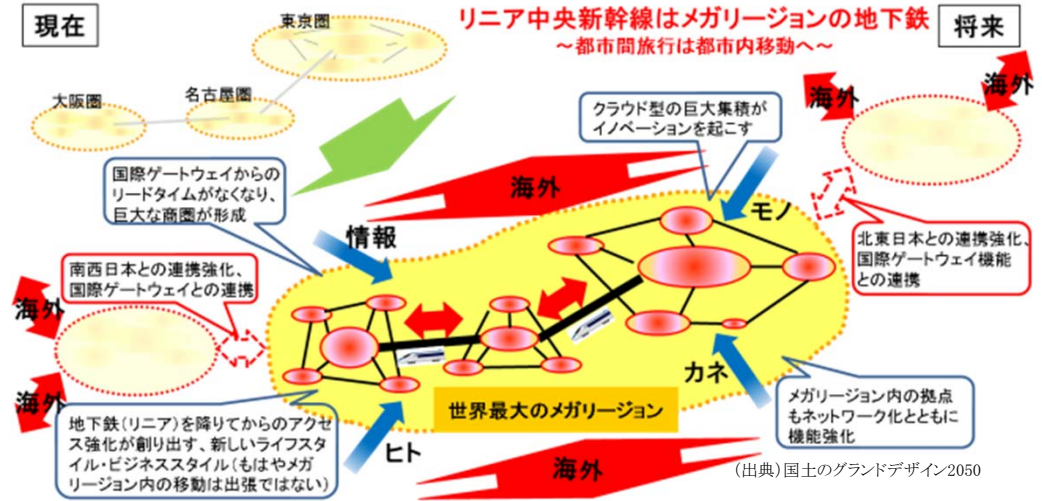 現在
東京圏
大阪圏
名古屋圏
リニア中央新幹線はメガリージョンの地下鉄
～都市間旅行は都市内移動へ～
将来
海外
海外
クラウド型の巨大集積が
イノベーションを起こす
国際ゲートウェイからの
リードタイムがなくなり、
巨大な商圏が形成
海外
モノ
情報
北東日本との連携強化、
国際ゲートウェイ機能
との連携
南西日本との連携強化、
国際ゲートウェイとの連携
海外
海外
カネ
世界最大のメガリージョン
メガリージョン内の拠点
もネットワーク化とともに
機能強化
地下鉄(リニア)を降りてからのアクセ
ス強化が創り出す、新しいライフスタ
イル・ビジネススタイル(もはやメガ
リージョン内の移動は出張ではない)
ヒト
海外
(出典)国土のグランドデザイン2050